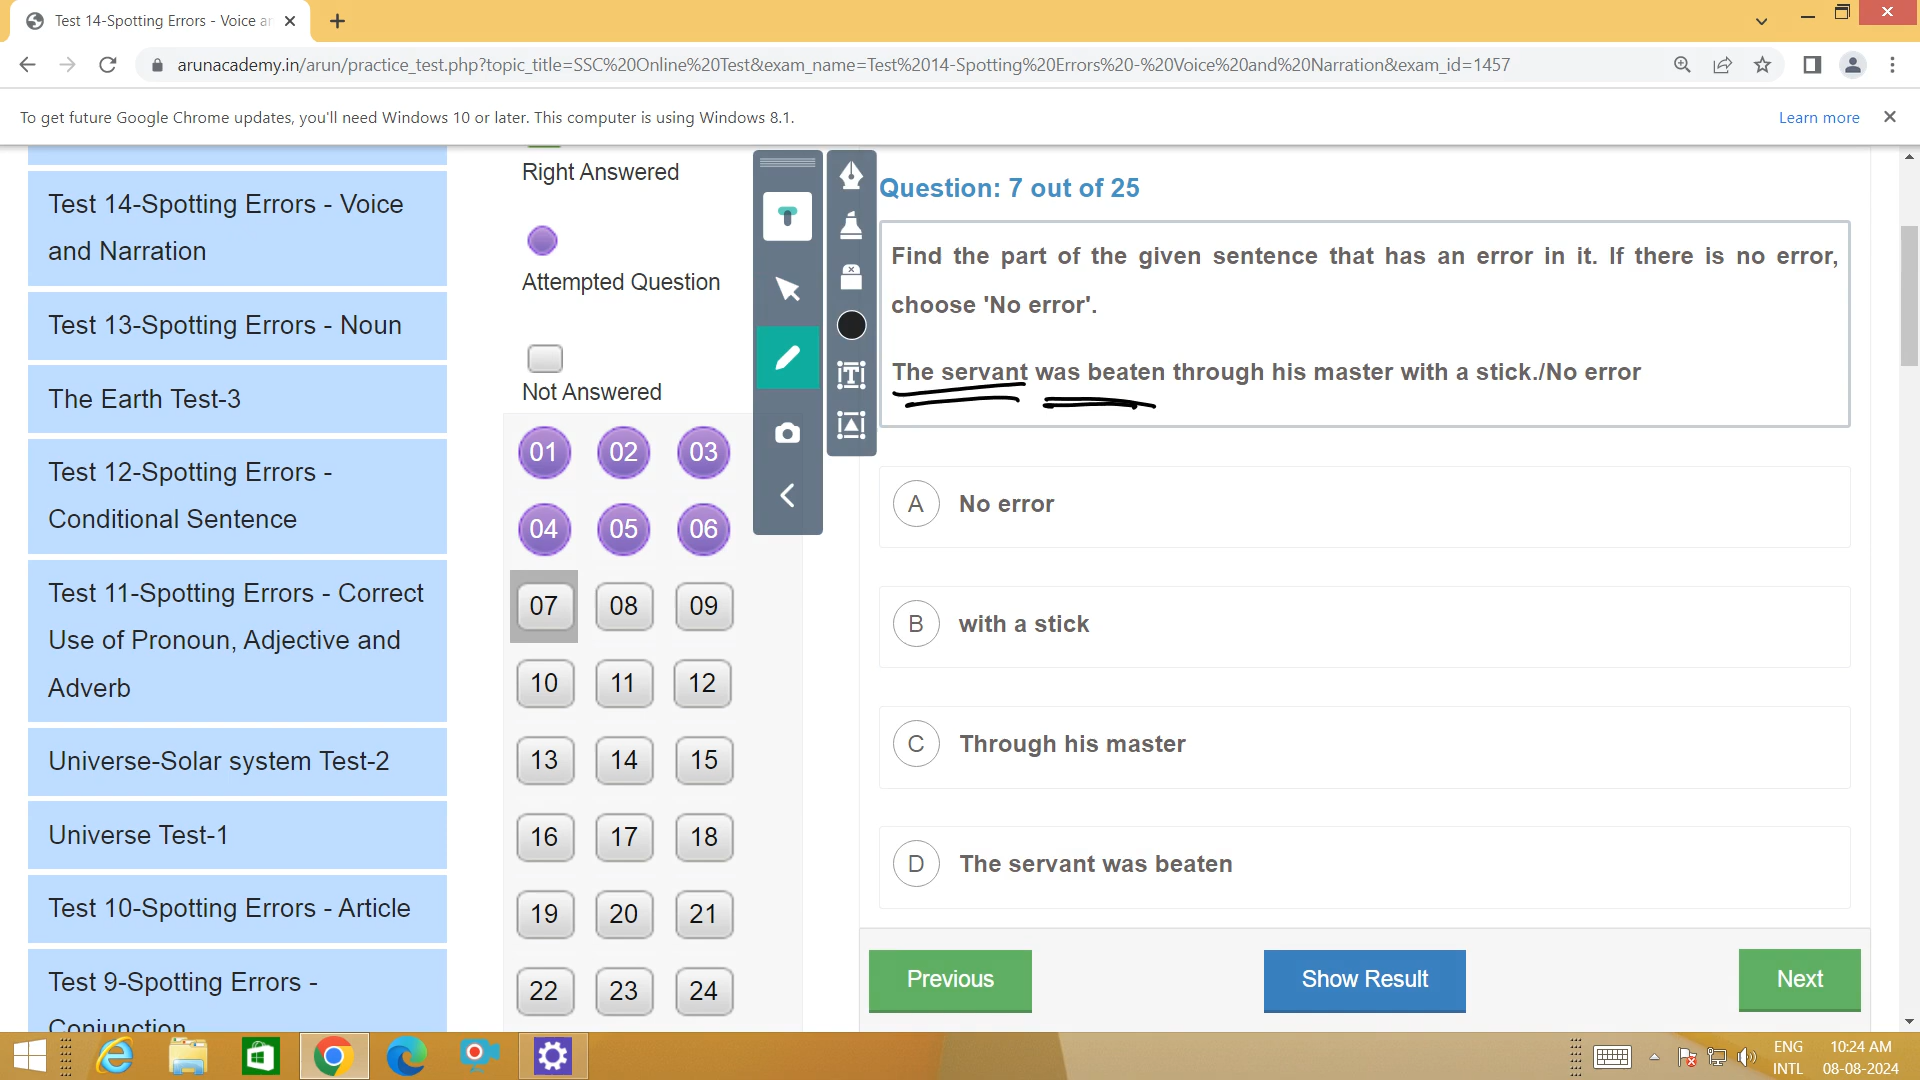 Test 14-Spotting Errors - Voice an
arunacademy.in/arun/practice_test.php?topic_title=SSC%20Online%20Test&exam_name=Test%2014-Spotting%20Errors%20-%20Voice%20and%20Narration&exam_id=1457
To get future Google Chrome updates, you'll need Windows 10 or later. This computer is using Windows 8.1.
Learn more
Test 14-Spotting Errors - Voice
and Narration
Test 13-Spotting Errors - Noun
The Earth Test-3
Test 12-Spotting Errors -
Conditional Sentence
Test 11-Spotting Errors - Correct
Use of Pronoun, Adjective and
Adverb
Universe-Solar system Test-2
Universe Test-1
Test 10-Spotting Errors - Article
Test 9-Spotting Errors -
Conjunction
Right Answered
Attempted Question
Not Answered
01 02 03
04 05 06
07 08 09
10 11 12
13 14 15
16 17 18
19 20 21
22 23 24
Question: 7 out of 25
Find the part of the given sentence that has an error in it. If there is no error,
choose 'No error'.
The servant was beaten through his master with a stick./No error
A No error
B with a stick
C Through his master
D The servant was beaten
Previous
Show Result
Next
ENG
INTL
10:24 AM
08-08-2024